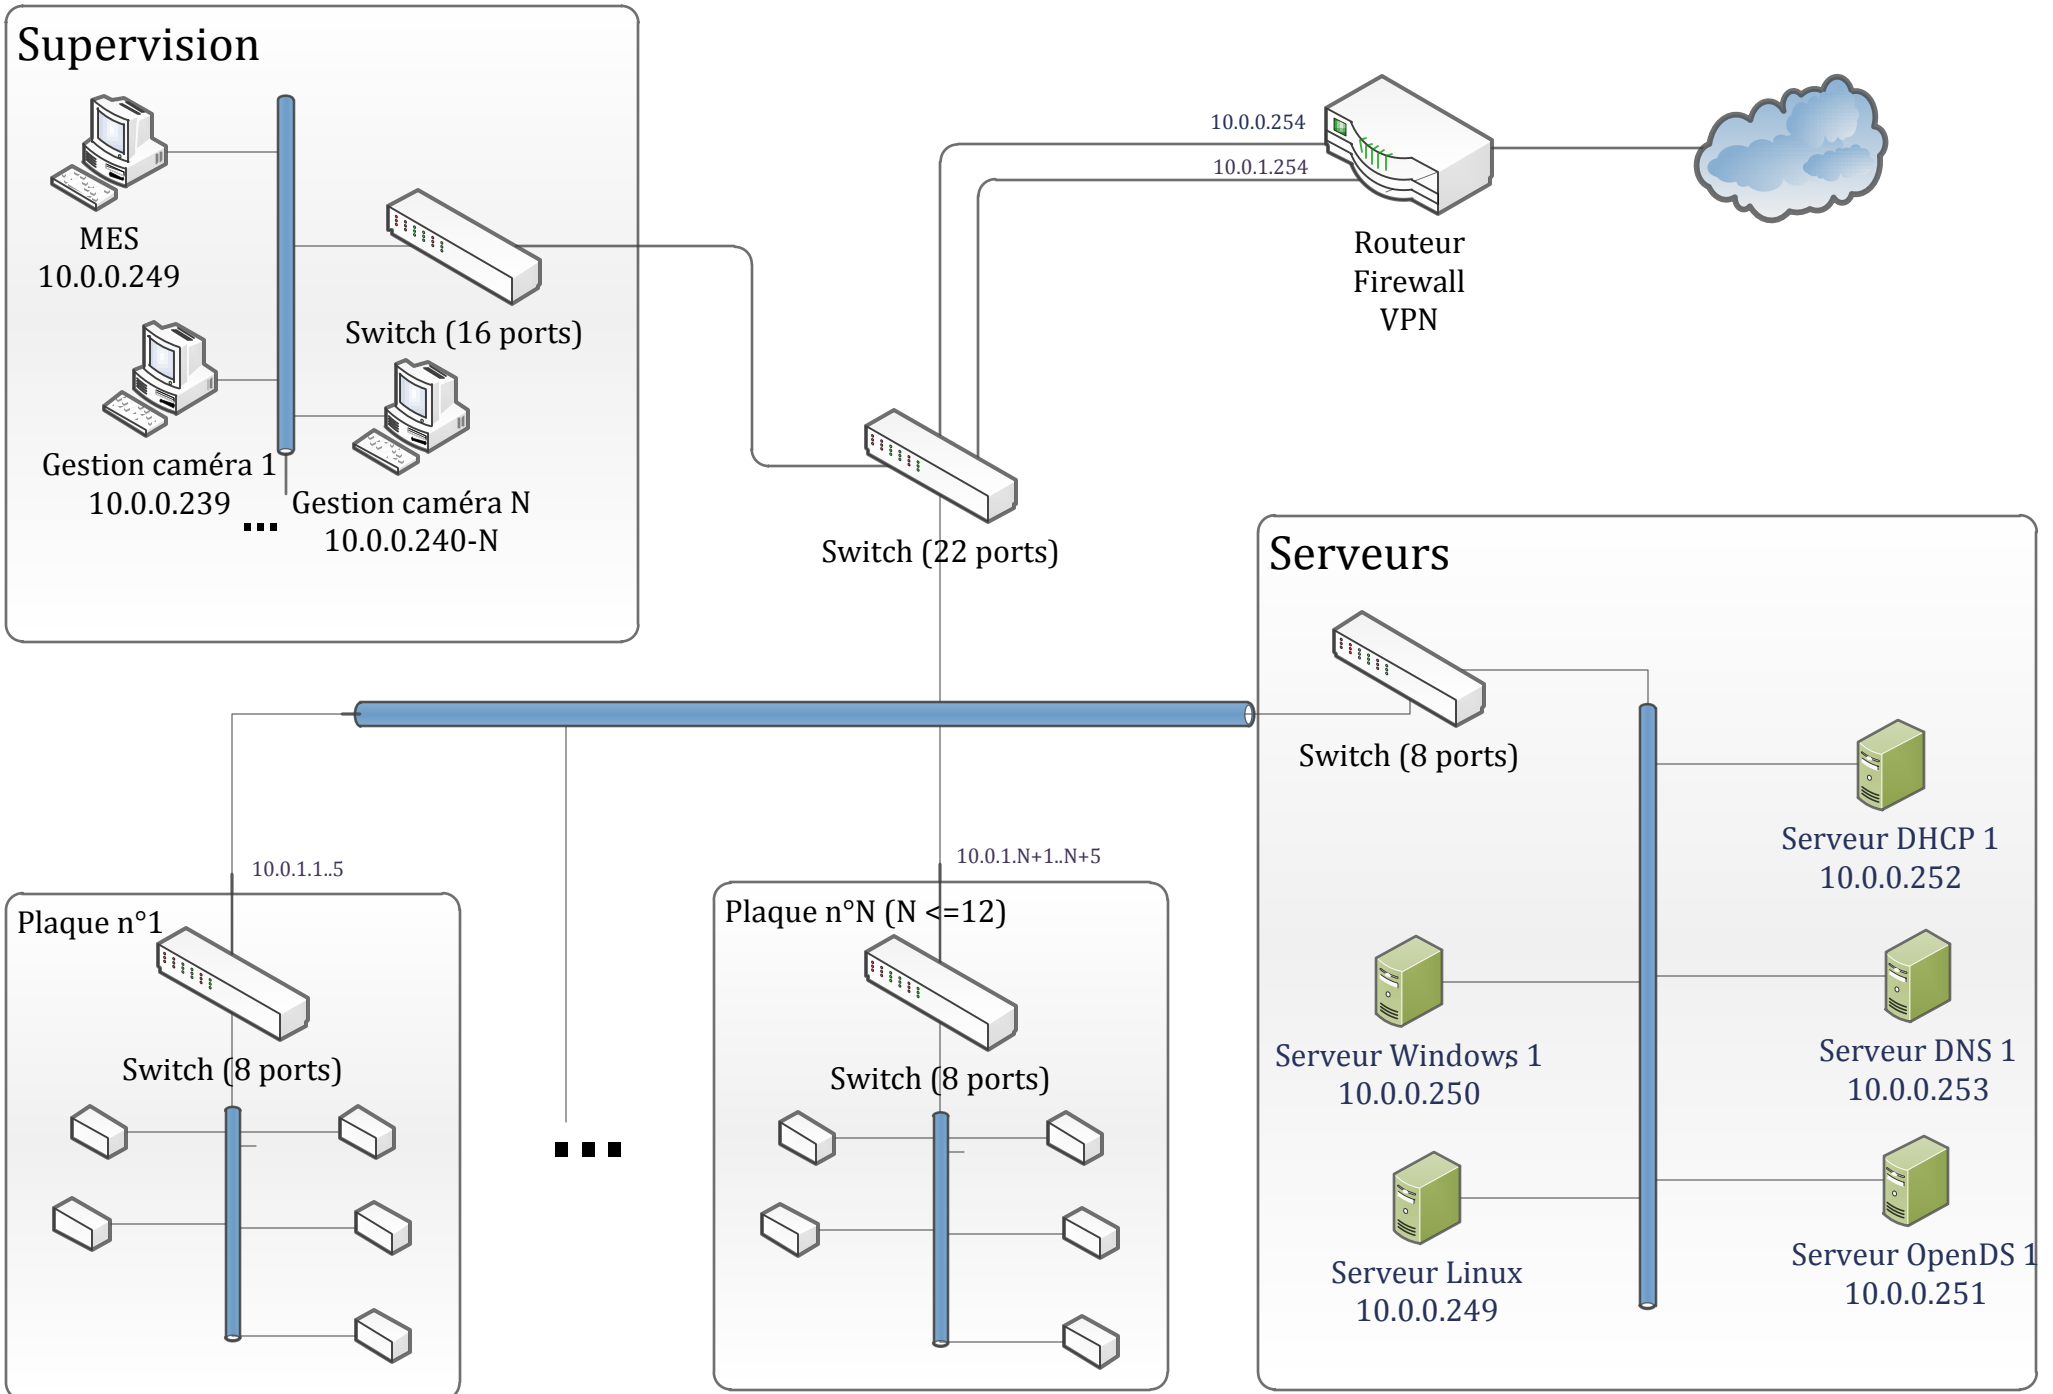 Supervision
MES
10.0.0.249
Switch (16 ports)
Gestion caméra 1
10.0.0.239
...
Gestion caméra N
10.0.0.240-N
10.0.0.254
10.0.1.254
Routeur
Firewall
VPN
Switch (22 ports)
Serveurs
Switch (8 ports)
Serveur DHCP 1
10.0.0.252
Serveur Windows 1
10.0.0.250
Serveur DNS 1
10.0.0.253
Serveur Linux
10.0.0.249
Serveur OpenDS 1
10.0.0.251
10.0.1.1..5
Plaque n°1
Switch (8 ports)
...
10.0.1.N+1..N+5
Plaque n°N (N <=12)
Switch (8 ports)